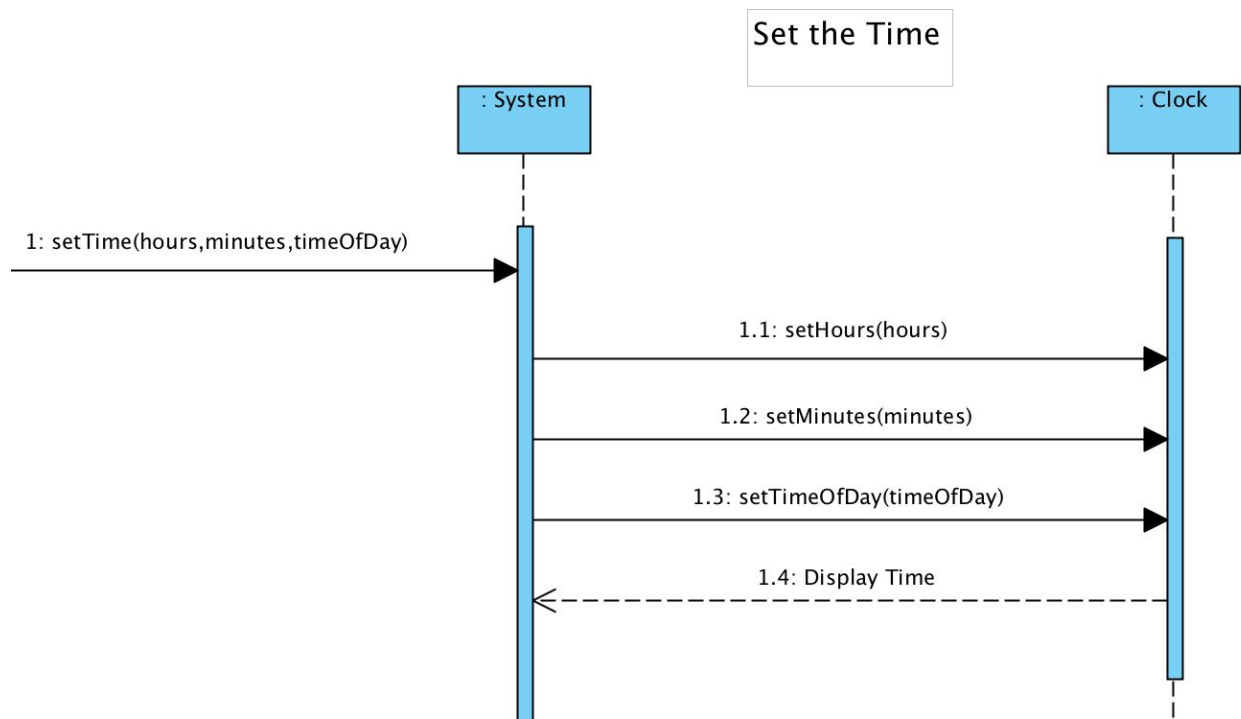 Set the Time
: System
: Clock
1: setTime(hours,minutes,timeOfDay)
1.1: setHours(hours)
1.2: setMinutes(minutes)
1.3: setTimeOfDay(timeOfDay)
1.4: Display Time